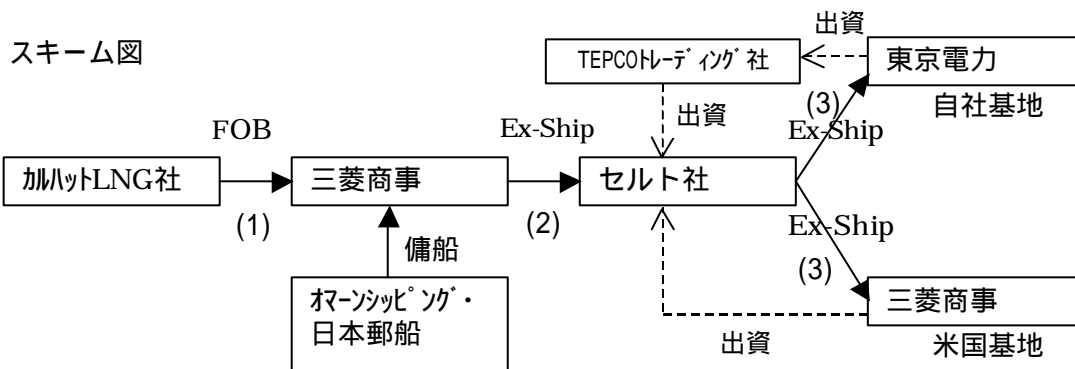 スキーム図
出資
TEPCOﾄﾚｰﾃﾞｨﾝｸﾞ社
東京電力
自社基地
(3)
出資
FOB
Ex-Ship
Ex-Ship
ｶﾙﾊｯﾄLNG社
三菱商事
セルト社
(1)
(2)
Ex-Ship
傭船
(3)
ｵﾏｰﾝｼｯﾋﾟﾝｸﾞ・
日本郵船
三菱商事
出資
米国基地